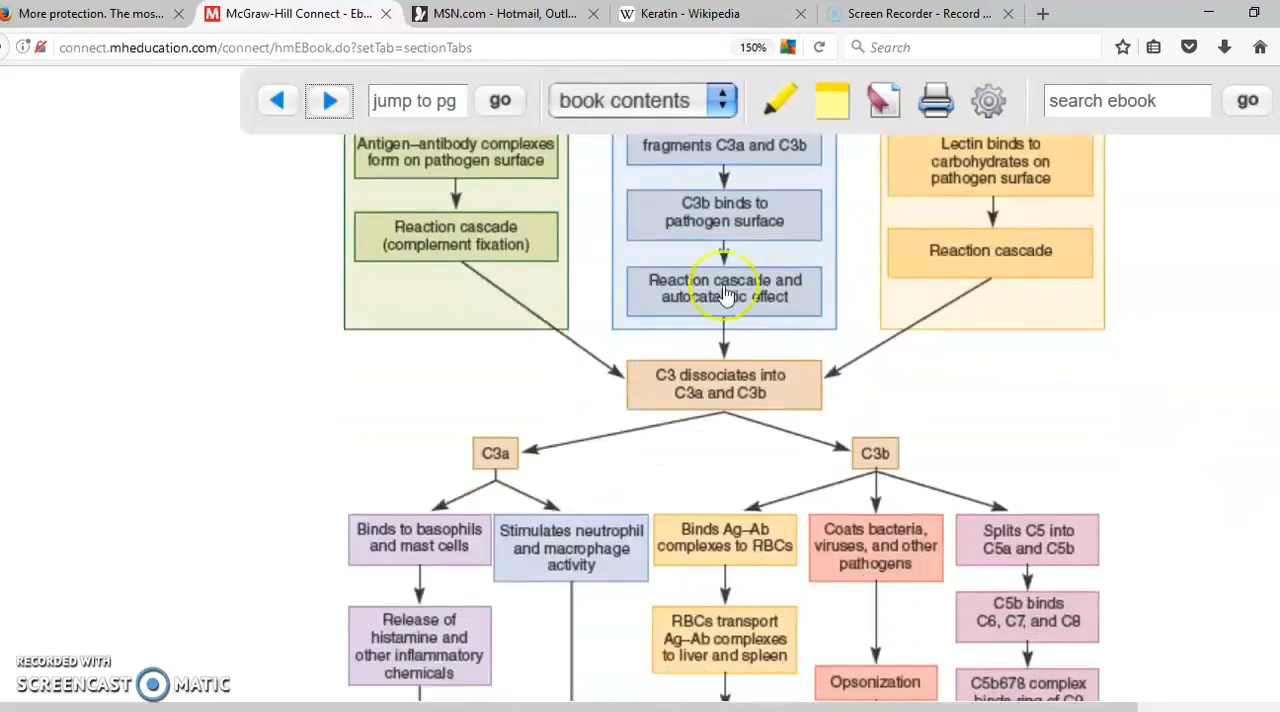 More protection. The mos...
McGraw-Hill Connect - Eb...
MSN.com - Hotmail, Outl...
Keratin - Wikipedia
Screen Recorder - Record ...
connect.mheducation.com/connect/hmEBook.do?setTab=sectionTabs
150%
Search
jump to pg
go
book contents
search ebook
go
Antigen–antibody complexes
form on pathogen surface
Reaction cascade
(complement fixation)
fragments C3a and C3b
C3b binds to
pathogen surface
Reaction cascade and
autocatalytic effect
Lectin binds to
carbohydrates on
pathogen surface
Reaction cascade
C3 dissociates into
C3a and C3b
C3a
C3b
Binds to basophils
and mast cells
Stimulates neutrophil
and macrophage
activity
Binds Ag–Ab
complexes to RBCs
Coats bacteria,
viruses, and other
pathogens
Splits C5 into
C5a and C5b
Release of
histamine and
other inflammatory
chemicals
RBCs transport
Ag–Ab complexes
to liver and spleen
Opsonization
C5b binds
C6, C7, and C8
C5b678 complex
binds ring of C9
RECORDED WITH
SCREENCAST MATIC